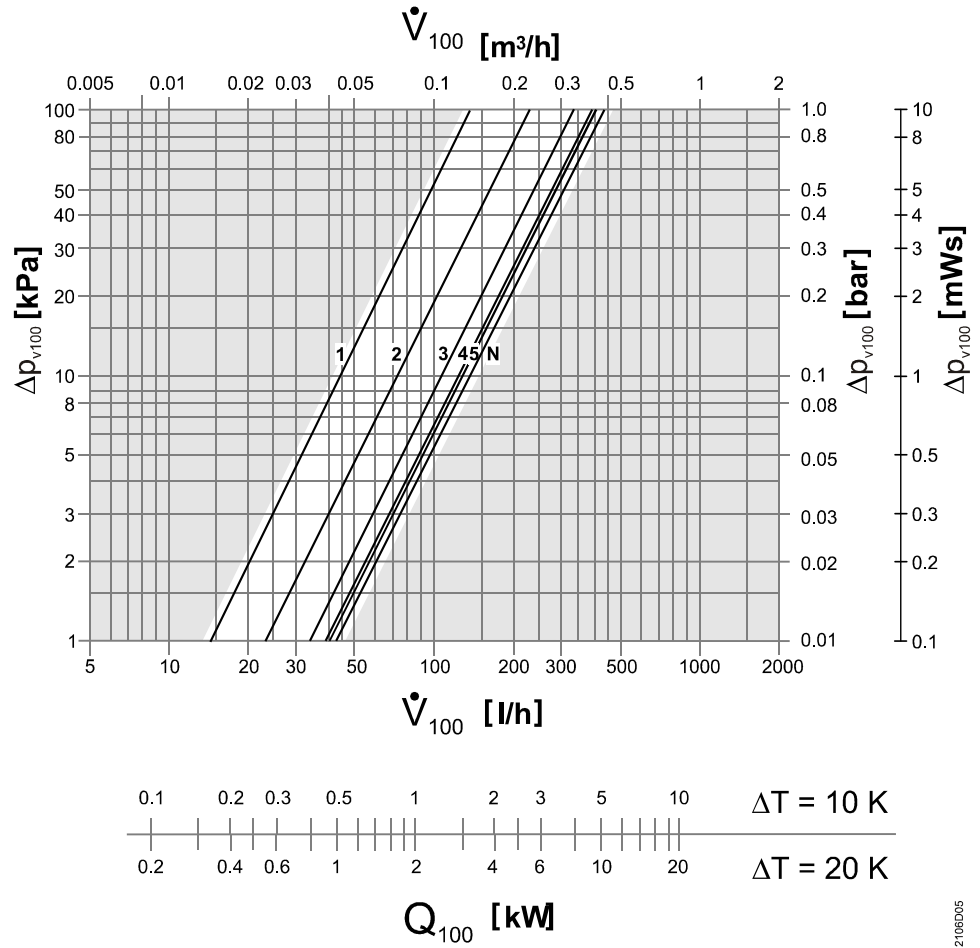 V̇100 [m³/h]
0.005 0.01 0.02 0.03 0.05 0.1 0.2 0.3 0.5 1 2
100 1.0 10
80 0.8 8
50 0.5 5
40 0.4 4
30 0.3 3
20 0.2 2
1 2 3 4 5 N
10 0.1 1
8 0.08
5 0.05 0.5
3 0.03 0.3
2 0.02 0.2
1 0.01 0.1
Δpv100 [kPa]
Δpv100 [bar]
Δpv100 [mWs]
5 10 20 30 50 100 200 300 500 1000 2000
V̇100 [l/h]
0.1 0.2 0.3 0.5 1 2 3 5 10 ΔT = 10 K
0.2 0.4 0.6 1 2 4 6 10 20 ΔT = 20 K
Q100 [kW]
2106D05